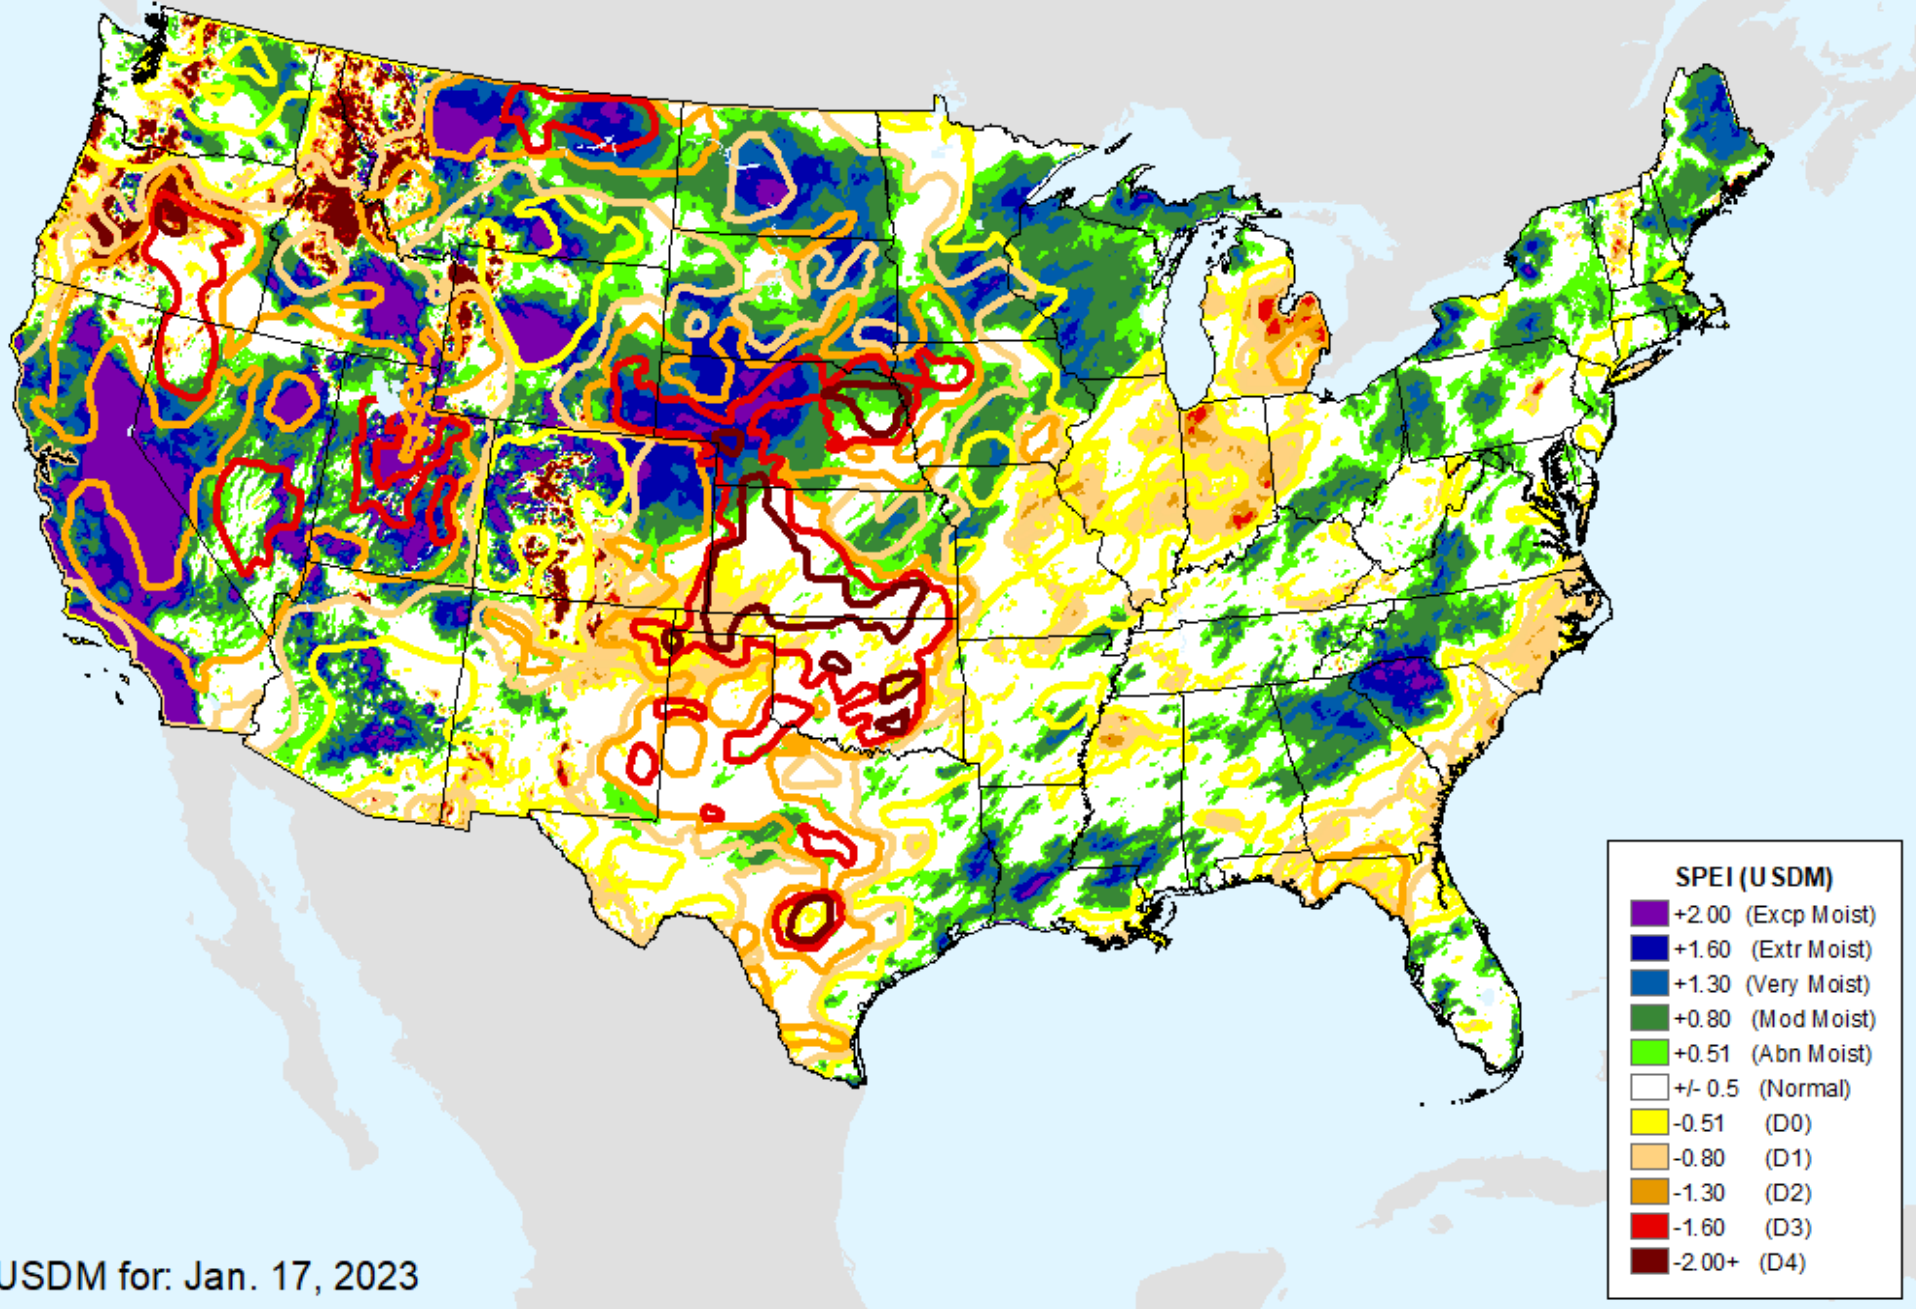 SPEI (USDM)
+2.00 (Excp Moist)
+1.60 (Extr Moist)
+1.30 (Very Moist)
+0.80 (Mod Moist)
+0.51 (Abn Moist)
+/- 0.5 (Normal)
-0.51 (D0)
-0.80 (D1)
-1.30 (D2)
-1.60 (D3)
-2.00+ (D4)
USDM for: Jan. 17, 2023